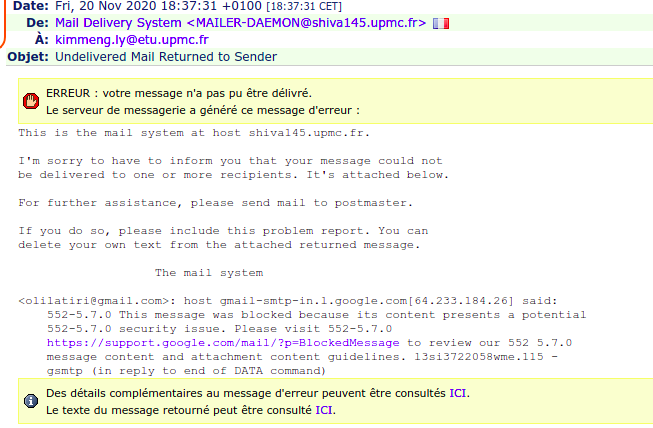 Date: Fri, 20 Nov 2020 18:37:31 +0100 [18:37:31 CET]
De: Mail Delivery System <MAILER-DAEMON@shiva145.upmc.fr>
À: kimmeng.ly@etu.upmc.fr
Objet: Undelivered Mail Returned to Sender
ERREUR : votre message n'a pas pu être délivré.
Le serveur de messagerie a généré ce message d'erreur :
This is the mail system at host shiva145.upmc.fr.
I'm sorry to have to inform you that your message could not
be delivered to one or more recipients. It's attached below.
For further assistance, please send mail to postmaster.
If you do so, please include this problem report. You can
delete your own text from the attached returned message.
The mail system
<olilatiri@gmail.com>: host gmail-smtp-in.l.google.com[64.233.184.26] said:
552-5.7.0 This message was blocked because its content presents a potential
552-5.7.0 security issue. Please visit 552-5.7.0
https://support.google.com/mail/?p=BlockedMessage to review our 552 5.7.0
message content and attachment content guidelines. l3si3722058wme.115 -
gsmtp (in reply to end of DATA command)
Des détails complémentaires au message d'erreur peuvent être consultés ICI.
Le texte du message retourné peut être consulté ICI.